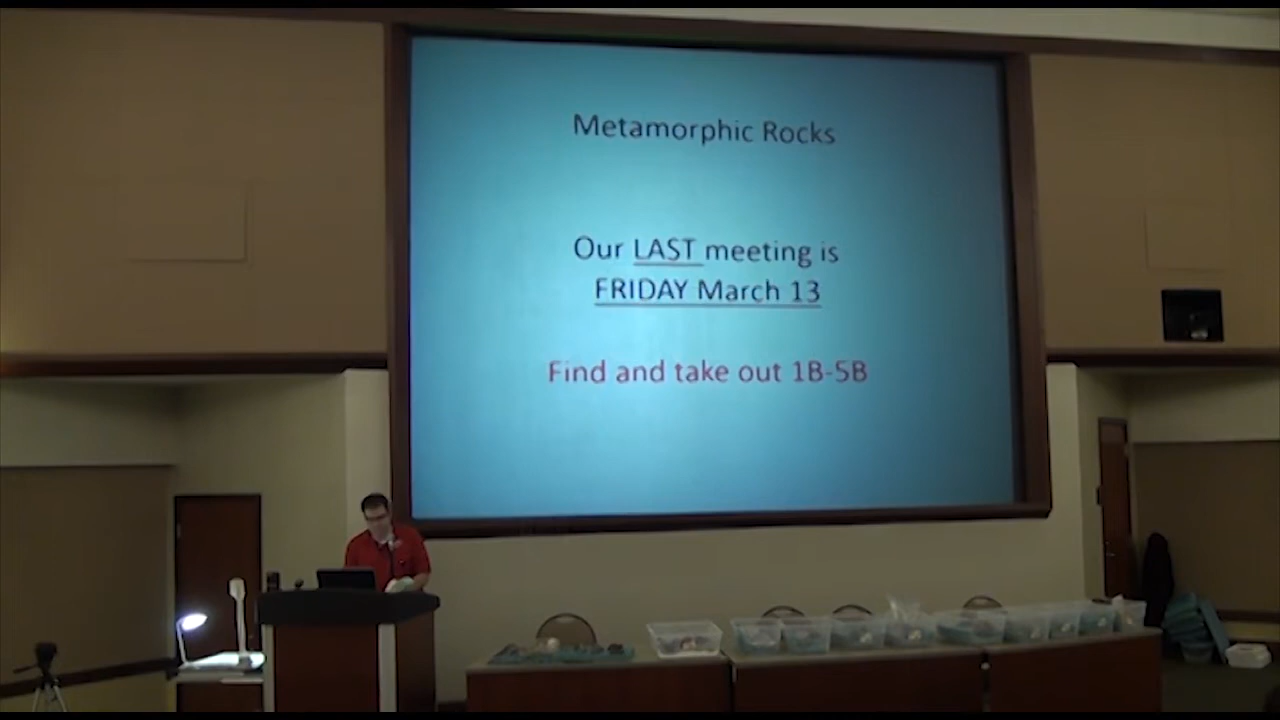 Metamorphic Rocks
Our LAST meeting is
FRIDAY March 13
Find and take out 1B-5B